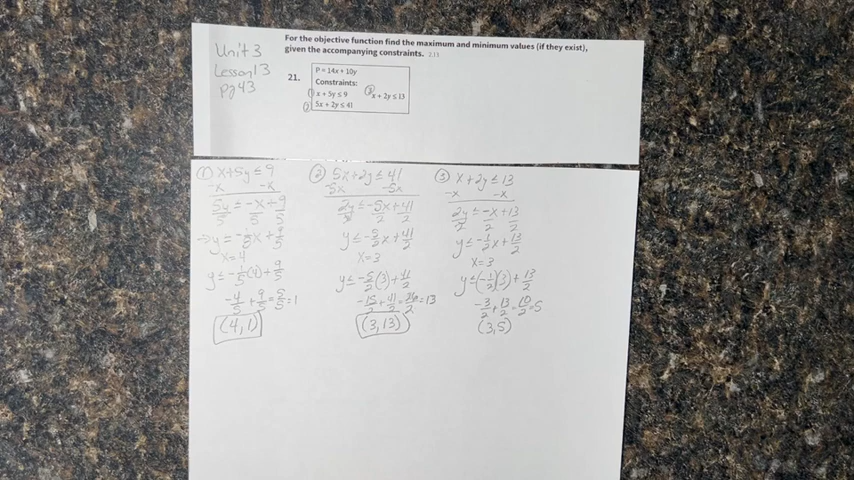 Unit 3
Lesson 13
Pg 43
For the objective function find the maximum and minimum values (if they exist),
given the accompanying constraints. 2.13
21.
P = 14x + 10y
Constraints:
① x + 5y ≤ 9
③ x + 2y ≤ 13
② 5x + 2y ≤ 41
① x+5y ≤ 9
-x -x
5y/5 ≤ -x/5 + 9/5
→ y = -1/5 x + 9/5
x=4
y ≤ -1/5 (4) + 9/5
-4/5 + 9/5 = 5/5 = 1
(4,1)
② 5x+2y ≤ 41
-5x -5x
2y/2 ≤ -5x/2 + 41/2
y ≤ -5/2 x + 41/2
x=3
y ≤ -5/2 (3) + 41/2
-15/2 + 41/2 = 26/2 = 13
(3,13)
③ x + 2y ≤ 13
-x -x
2y/2 ≤ -x/2 + 13/2
y ≤ -1/2 x + 13/2
x=3
y ≤ (-1/2)(3) + 13/2
-3/2 + 13/2 = 10/2 = 5
(3,5)